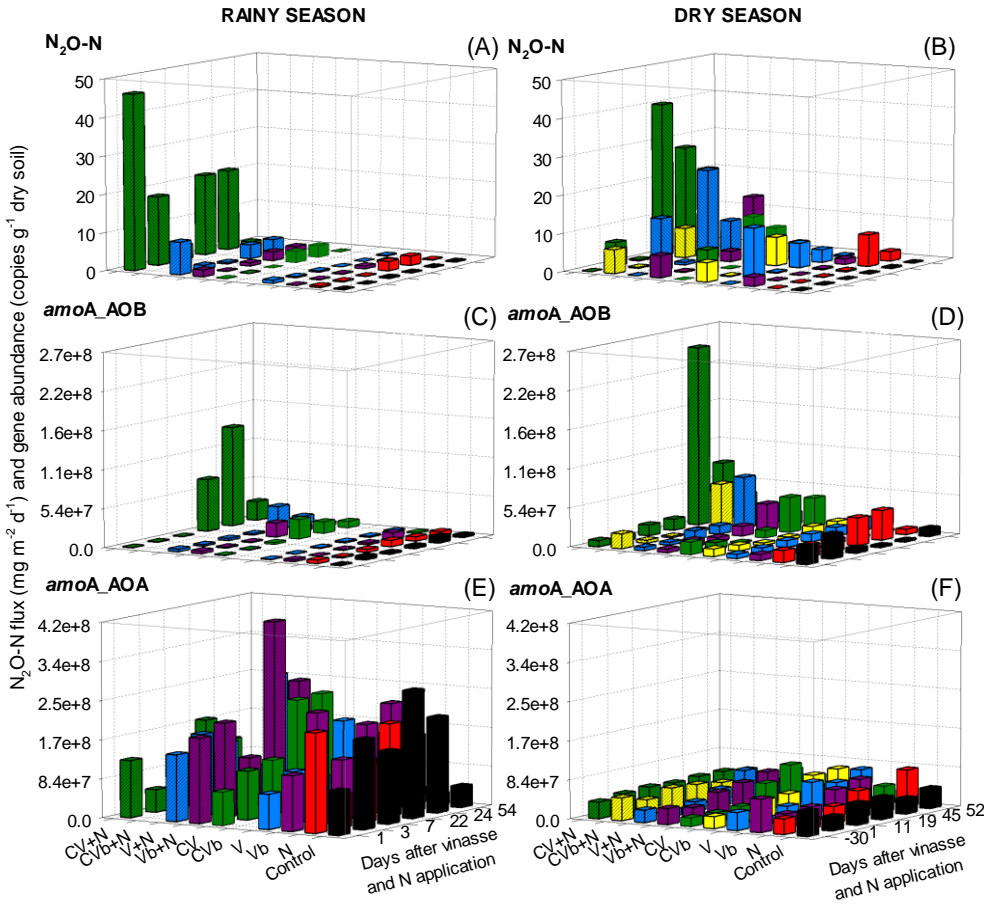 RAINY SEASON
DRY SEASON
N₂O-N
(A)
N₂O-N
(B)
50
40
30
20
10
0
50
40
30
20
10
0
amoA_AOB
(C)
amoA_AOB
(D)
2.7e+8
2.2e+8
1.6e+8
1.1e+8
5.4e+7
0.0
2.7e+8
2.2e+8
1.6e+8
1.1e+8
5.4e+7
0.0
amoA_AOA
(E)
amoA_AOA
(F)
4.2e+8
3.4e+8
2.5e+8
1.7e+8
8.4e+7
0.0
4.2e+8
3.4e+8
2.5e+8
1.7e+8
8.4e+7
0.0
N₂O-N flux (mg m⁻² d⁻¹) and gene abundance (copies g⁻¹ dry soil)
CV+N
CVb+N
V+N
Vb+N
CV
CVb
V
Vb
N
Control
1
3
7
22
24
54
Days after vinasse
and N application
CV+N
CVb+N
V+N
Vb+N
CV
CVb
V
Vb
N
Control
-30
1
11
19
45
52
Days after vinasse
and N application